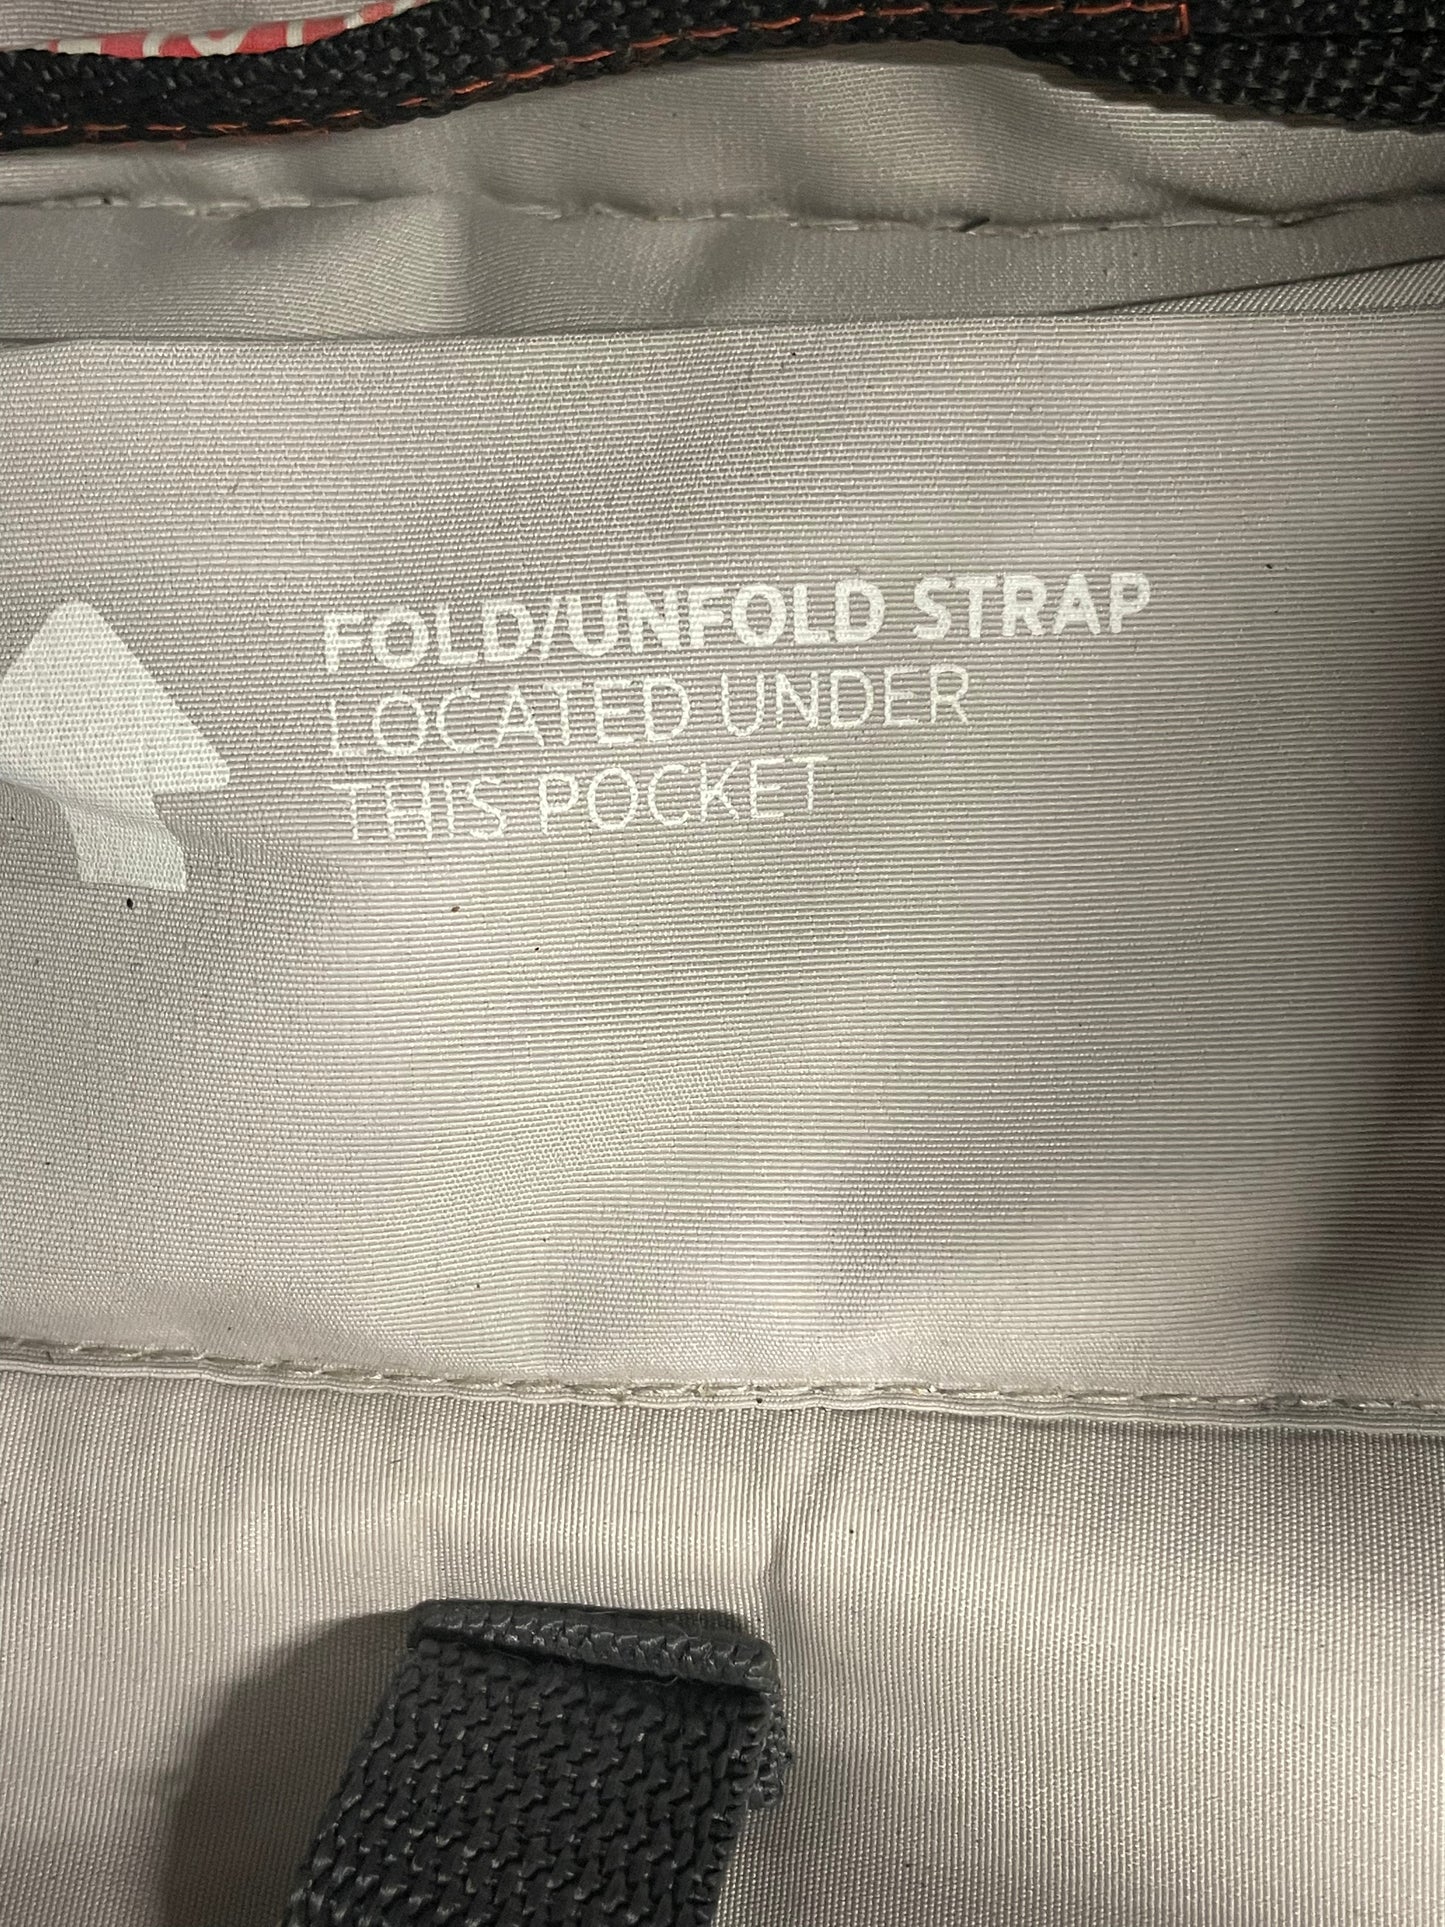 FOLD/UNFOLD STRAP
LOCATED UNDER
THIS POCKET